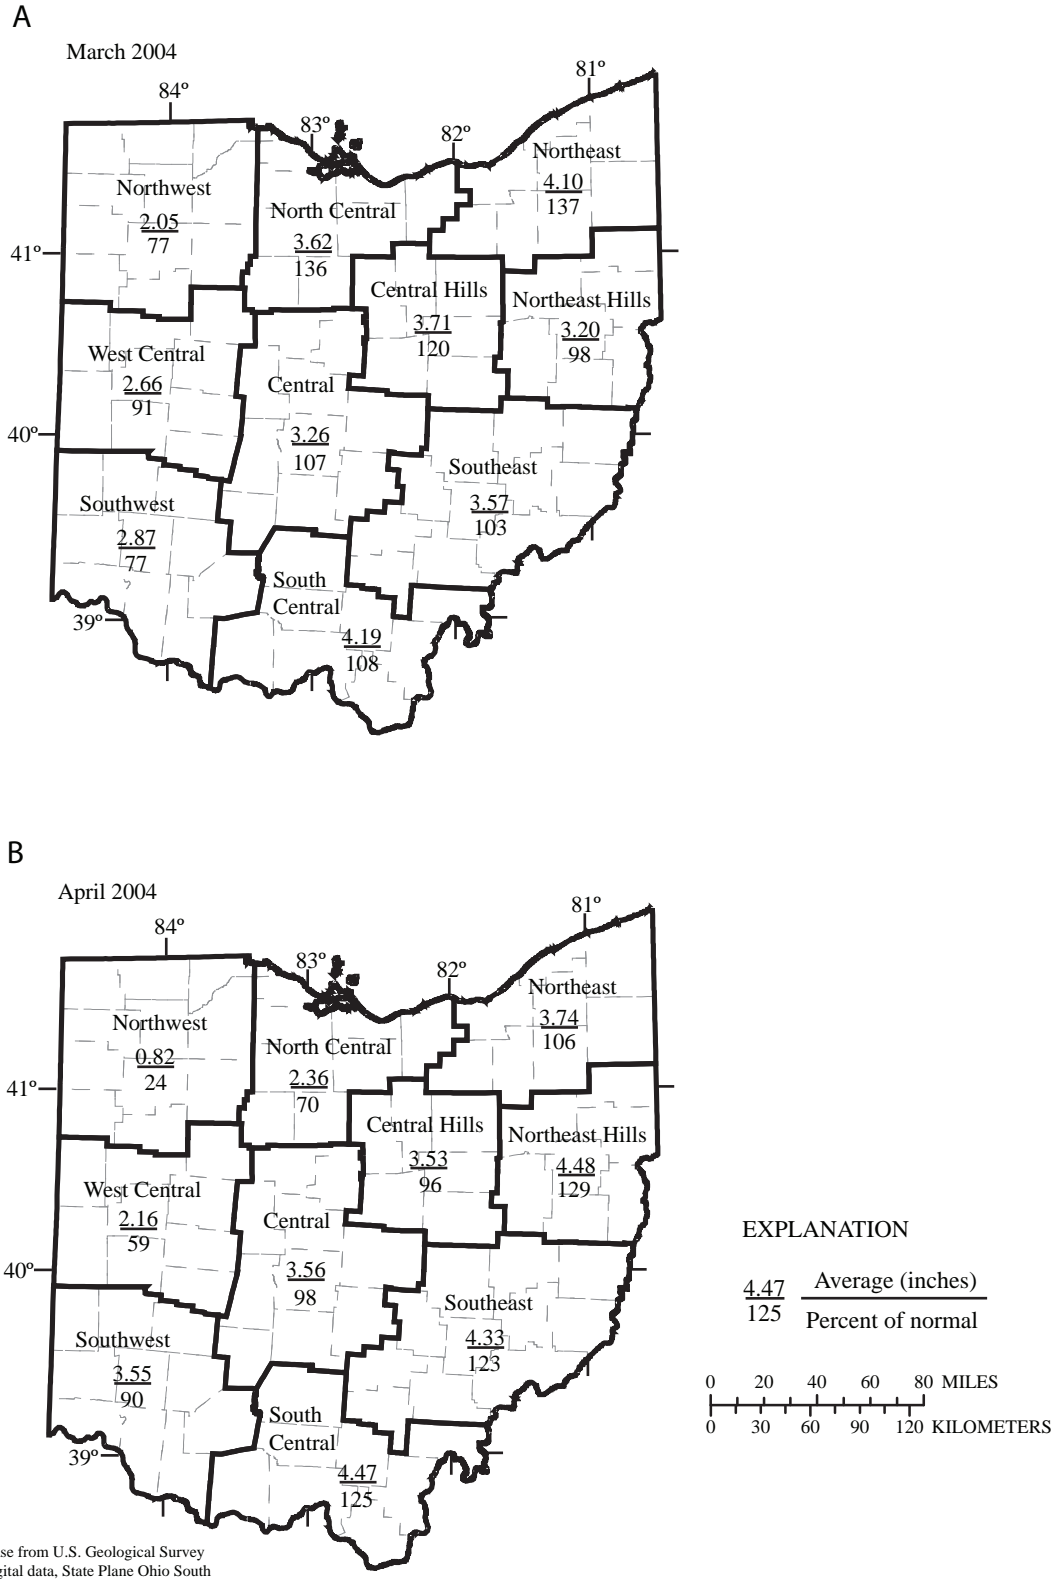 A
March 2004
84º
83º
82º
81º
41º
40º
39º
Northwest
2.05
77
North Central
3.62
136
Northeast
4.10
137
Central Hills
3.71
120
Northeast Hills
3.20
98
West Central
2.66
91
Central
3.26
107
Southeast
3.57
103
Southwest
2.87
77
South
Central
4.19
108
B
April 2004
84º
83º
82º
81º
41º
40º
39º
Northwest
0.82
24
North Central
2.36
70
Northeast
3.74
106
Central Hills
3.53
96
Northeast Hills
4.48
129
West Central
2.16
59
Central
3.56
98
Southeast
4.33
123
Southwest
3.55
90
South
Central
4.47
125
EXPLANATION
4.47 Average (inches)
125 Percent of normal
0 20 40 60 80 MILES
0 30 60 90 120 KILOMETERS
se from U.S. Geological Survey
gital data, State Plane Ohio South